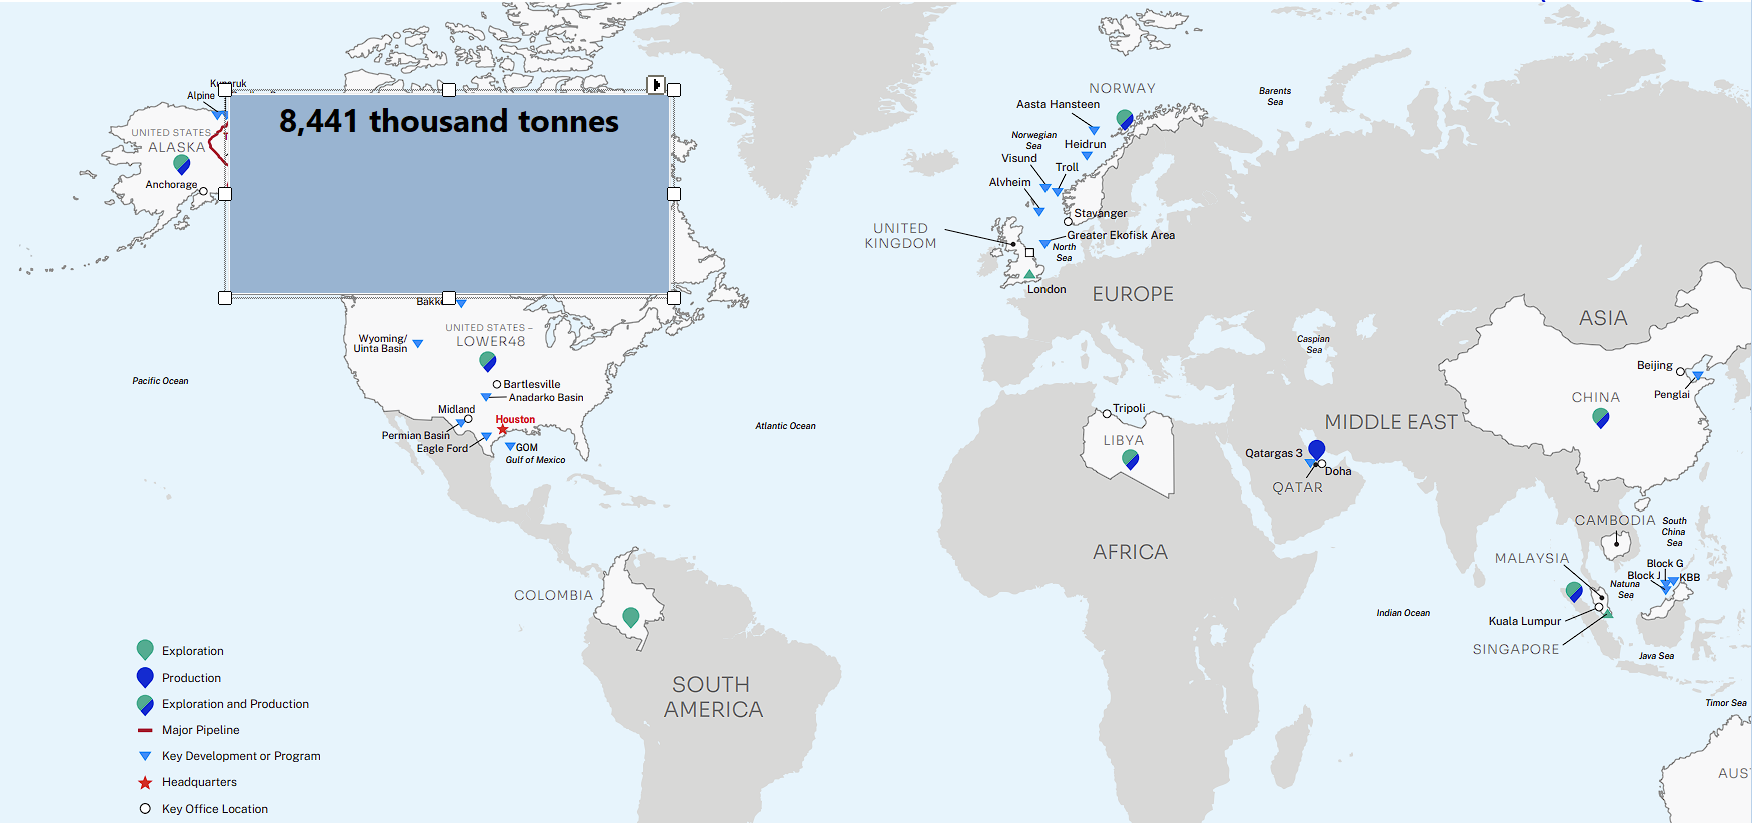 Alpine
8,441 thousand tonnes
UNITED STATES
ALASKA
Anchorage
UNITED STATES –
LOWER48
Wyoming/
Uinta Basin
Bartlesville
Anadarko Basin
Midland
Houston
Permian Basin
Eagle Ford
GOM
Gulf of Mexico
Pacific Ocean
Atlantic Ocean
NORWAY
Aasta Hansteen
Barents
Sea
Norwegian
Sea
Heidrun
Visund
Troll
Alvheim
Stavanger
UNITED
KINGDOM
Greater Ekofisk Area
North
Sea
London
EUROPE
ASIA
Caspian
Sea
Beijing
Penglai
CHINA
Tripoli
LIBYA
MIDDLE EAST
Qatargas 3
Doha
QATAR
CAMBODIA
South
China
Sea
AFRICA
MALAYSIA
Block G
Block J
KBB
Natuna
Sea
Indian Ocean
Kuala Lumpur
SINGAPORE
Java Sea
Timor Sea
AUS
COLOMBIA
SOUTH
AMERICA
Exploration
Production
Exploration and Production
Major Pipeline
Key Development or Program
Headquarters
Key Office Location